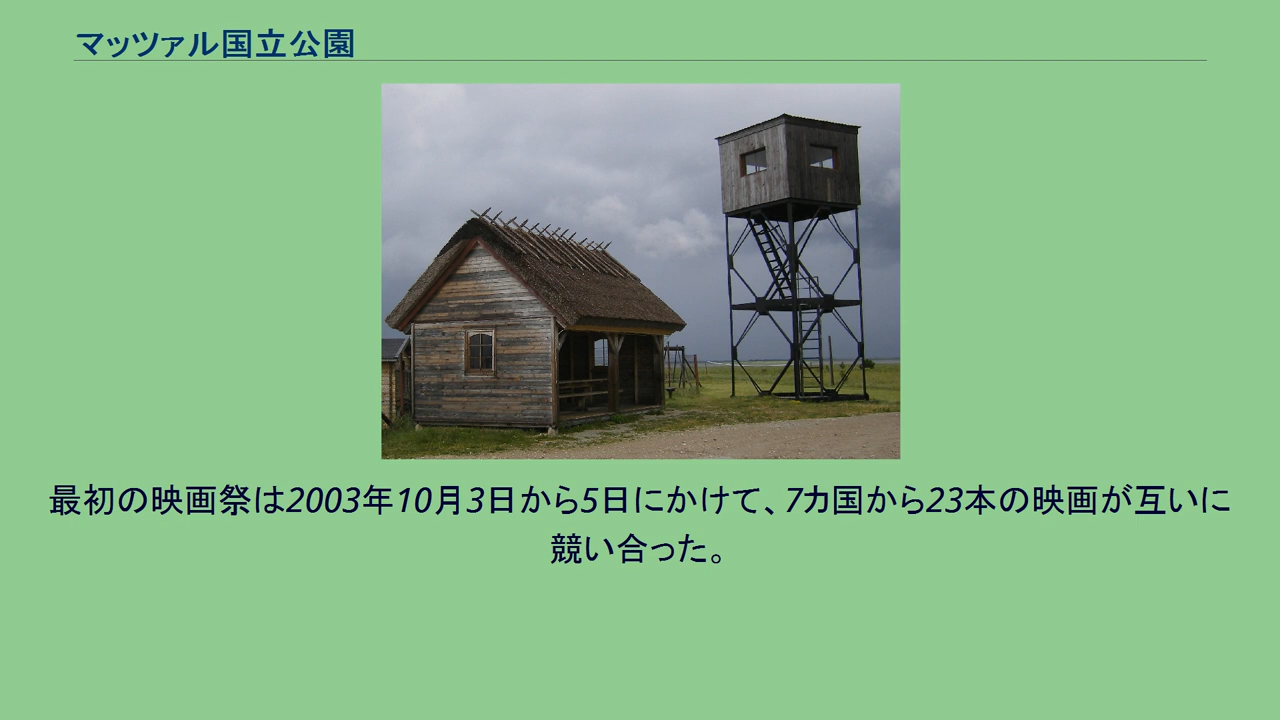 マッツァル国立公園
最初の映画祭は2003年10月3日から5日にかけて、7カ国から23本の映画が互いに
競い合った。